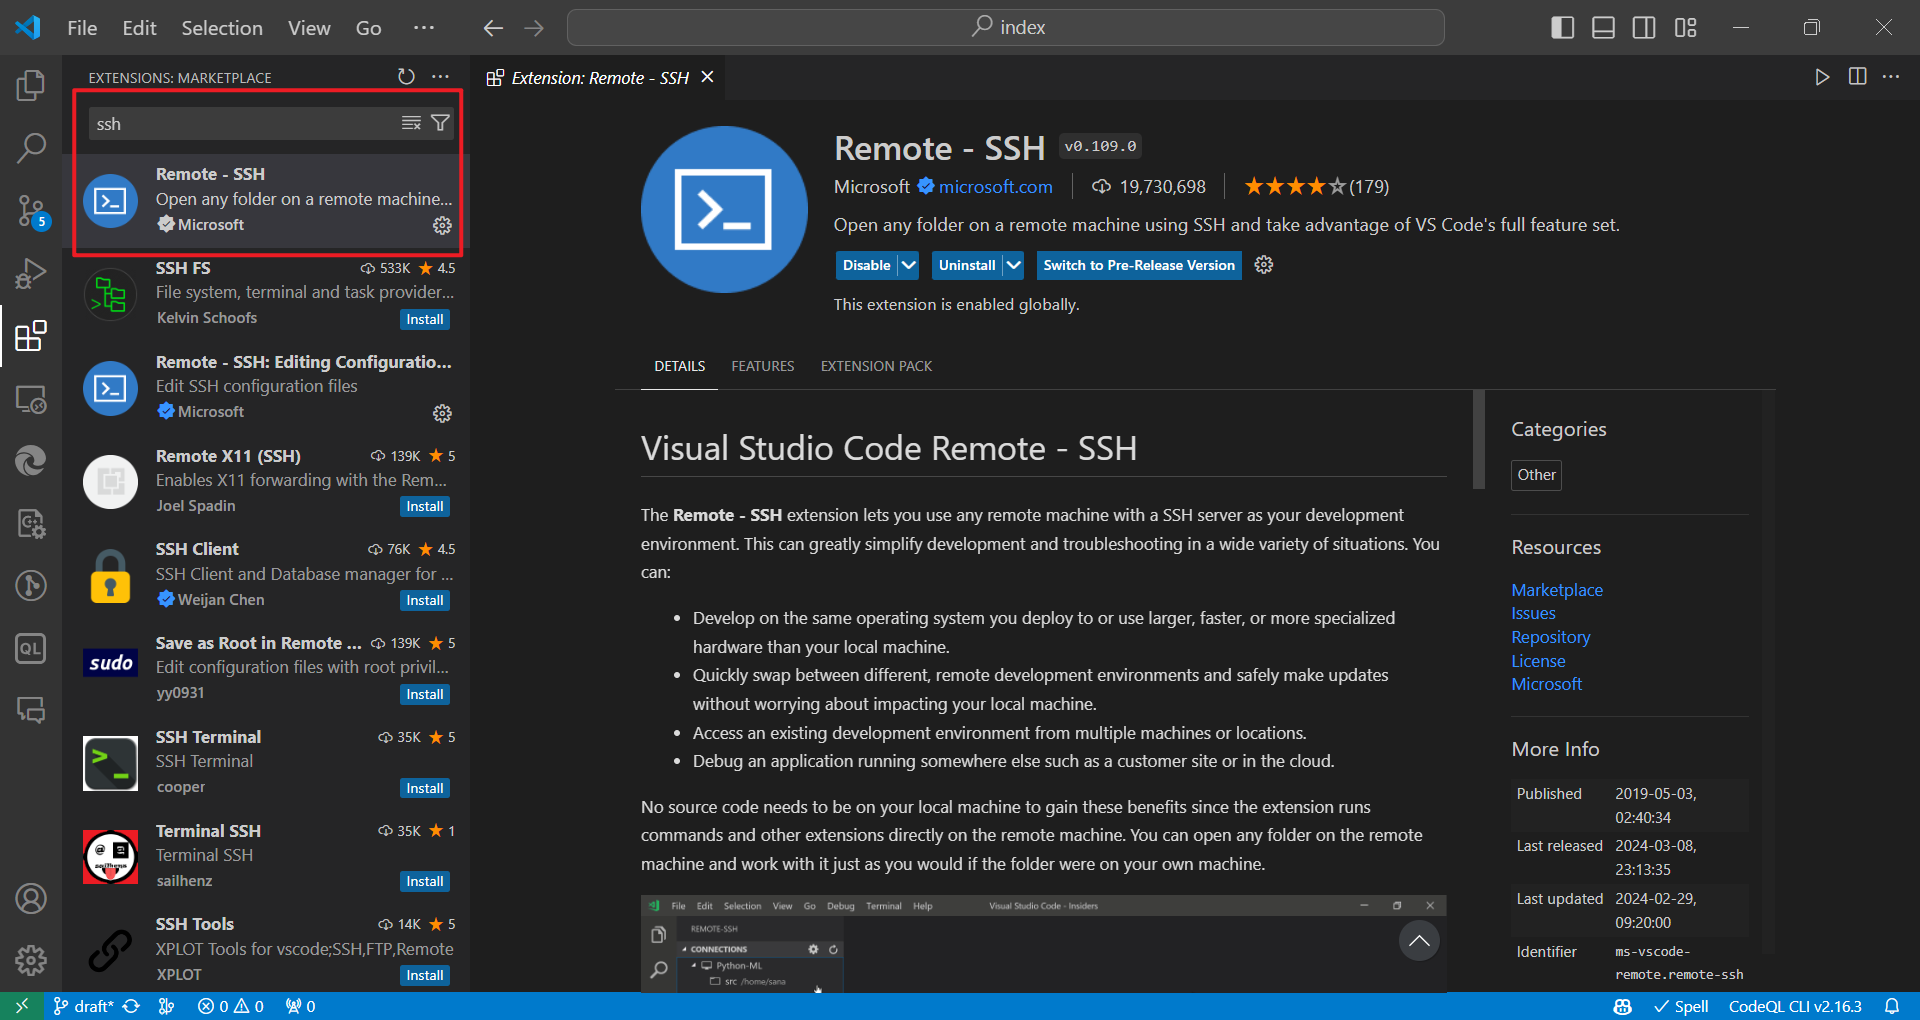 File Edit Selection View Go ···
index
EXTENSIONS: MARKETPLACE
ssh
Remote - SSH
Open any folder on a remote machine...
Microsoft
SSH FS 533K 4.5
File system, terminal and task provider...
Kelvin Schoofs Install
Remote - SSH: Editing Configuratio...
Edit SSH configuration files
Microsoft
Remote X11 (SSH) 139K 5
Enables X11 forwarding with the Rem...
Joel Spadin Install
SSH Client 76K 4.5
SSH Client and Database manager for ...
Weijan Chen Install
sudo
Save as Root in Remote ... 139K 5
Edit configuration files with root privil...
yy0931 Install
SSH Terminal 35K 5
SSH Terminal
cooper Install
Terminal SSH 35K 1
Terminal SSH
sailhenz Install
SSH Tools 14K 5
XPLOT Tools for vscode;SSH,FTP,Remote
XPLOT Install
5
QL
Extension: Remote - SSH
Remote - SSH v0.109.0
Microsoft microsoft.com 19,730,698 (179)
Open any folder on a remote machine using SSH and take advantage of VS Code's full feature set.
Disable Uninstall Switch to Pre-Release Version
This extension is enabled globally.
DETAILS FEATURES EXTENSION PACK
Visual Studio Code Remote - SSH
The Remote - SSH extension lets you use any remote machine with a SSH server as your development
environment. This can greatly simplify development and troubleshooting in a wide variety of situations. You
can:
• Develop on the same operating system you deploy to or use larger, faster, or more specialized
hardware than your local machine.
• Quickly swap between different, remote development environments and safely make updates
without worrying about impacting your local machine.
• Access an existing development environment from multiple machines or locations.
• Debug an application running somewhere else such as a customer site or in the cloud.
No source code needs to be on your local machine to gain these benefits since the extension runs
commands and other extensions directly on the remote machine. You can open any folder on the remote
machine and work with it just as you would if the folder were on your own machine.
File Edit Selection View Go Debug Terminal Help Visual Studio Code - Insiders
REMOTE-SSH
CONNECTIONS
Python-ML
src /home/sana
Categories
Other
Resources
Marketplace
Issues
Repository
License
Microsoft
More Info
Published 2019-05-03,
02:40:34
Last released 2024-03-08,
23:13:35
Last updated 2024-02-29,
09:20:00
Identifier ms-vscode-
remote.remote-ssh
draft* 0 0 0 Spell CodeQL CLI v2.16.3